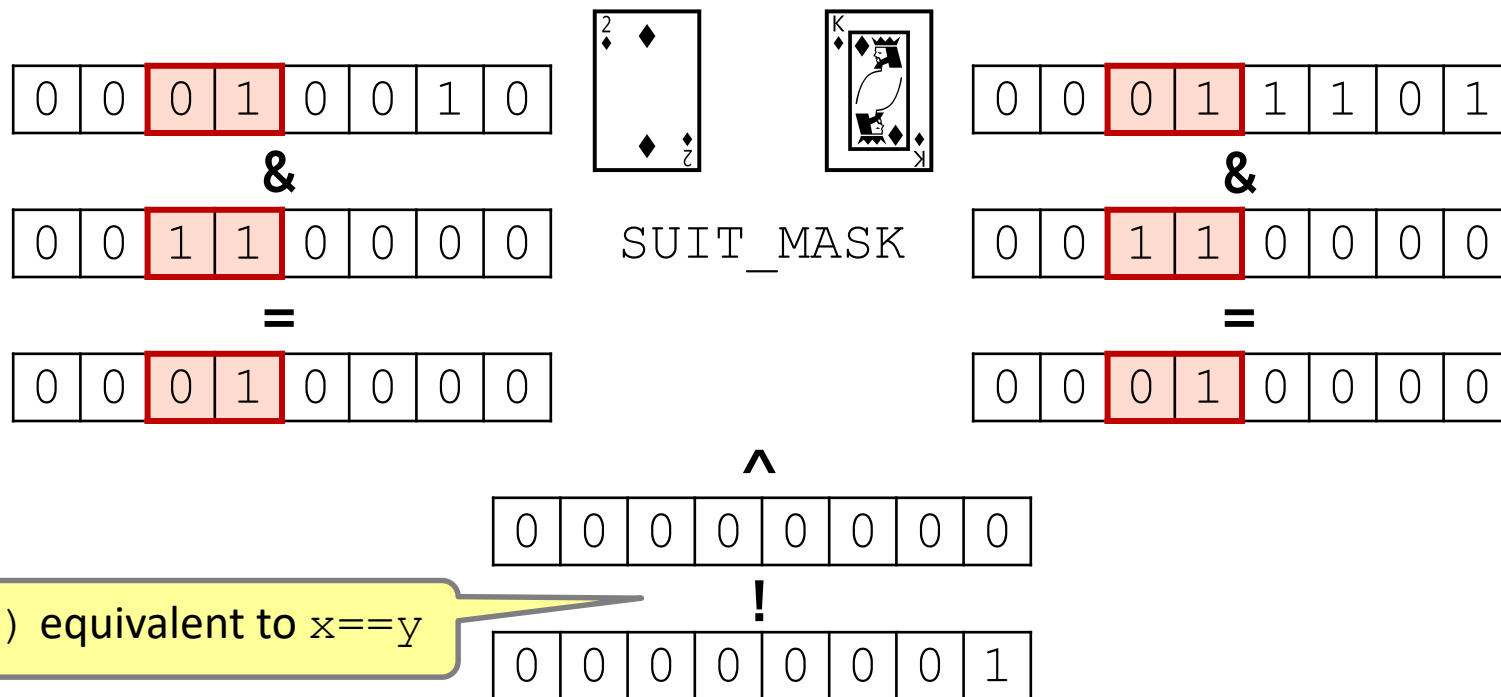 2 K
0 0 0 1 0 0 1 0 0 0 0 1 1 1 0 1
2 K
& &
0 0 1 1 0 0 0 0 SUIT_MASK 0 0 1 1 0 0 0 0
= =
0 0 0 1 0 0 0 0 0 0 0 1 0 0 0 0
^
0 0 0 0 0 0 0 0
!
) equivalent to x==y
0 0 0 0 0 0 0 1